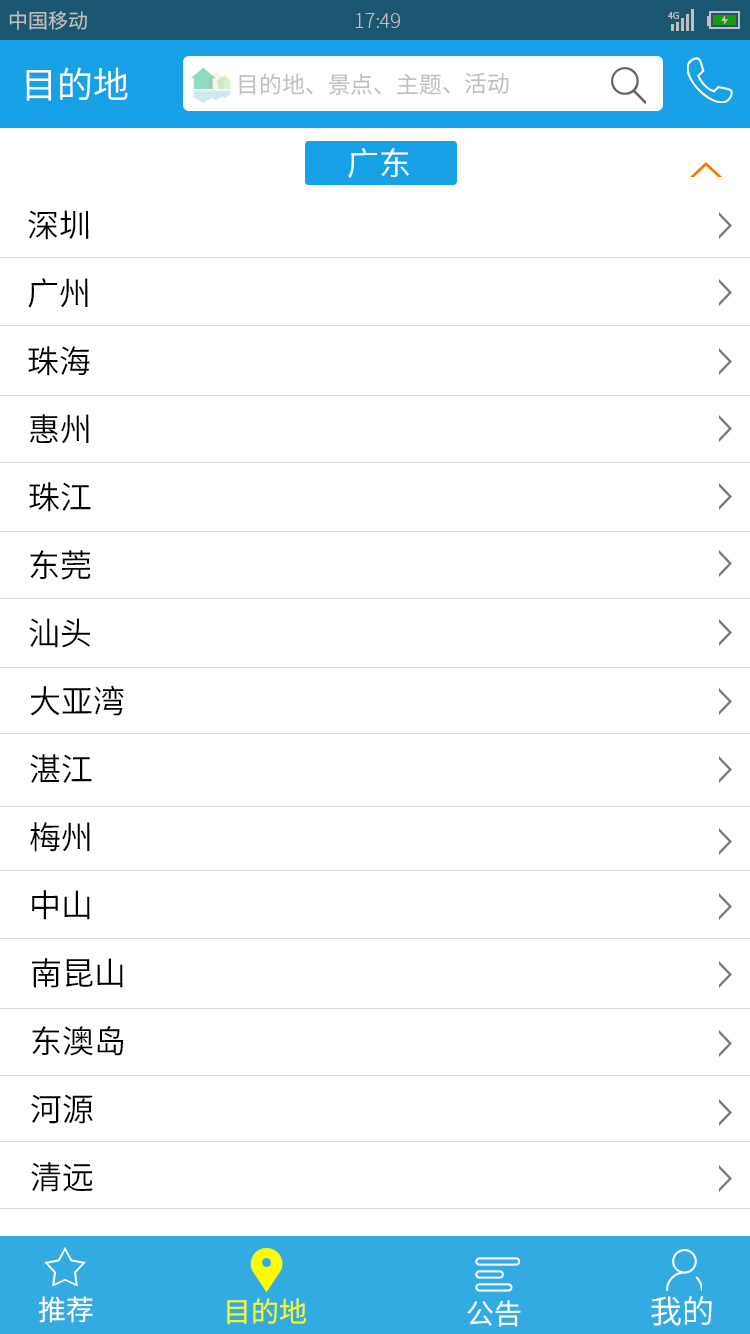 中国移动 17:49 4G
目的地 目的地、景点、主题、活动
广东
深圳
广州
珠海
惠州
珠江
东莞
汕头
大亚湾
湛江
梅州
中山
南昆山
东澳岛
河源
清远
推荐 目的地 公告 我的